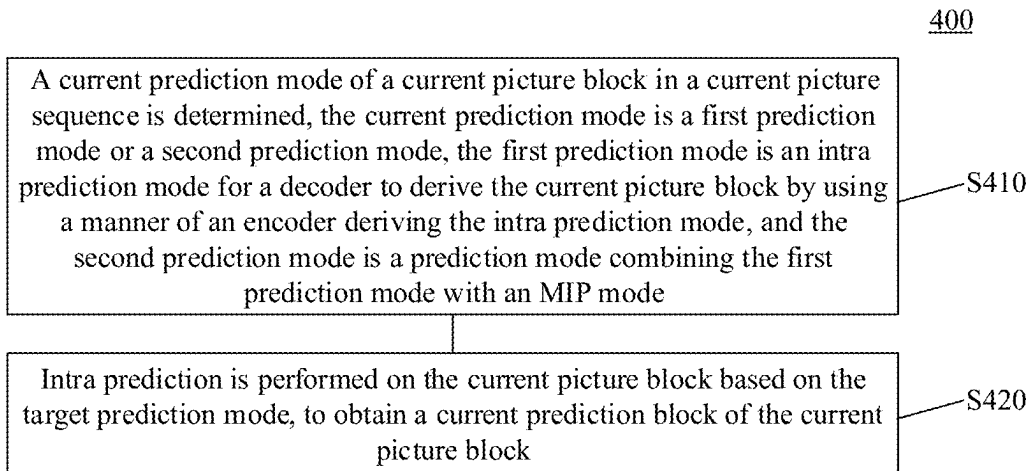 400
A current prediction mode of a current picture block in a current picture
sequence is determined, the current prediction mode is a first prediction
mode or a second prediction mode, the first prediction mode is an intra
prediction mode for a decoder to derive the current picture block by using
a manner of an encoder deriving the intra prediction mode, and the
second prediction mode is a prediction mode combining the first
prediction mode with an MIP mode
S410
Intra prediction is performed on the current picture block based on the
target prediction mode, to obtain a current prediction block of the current
picture block
S420